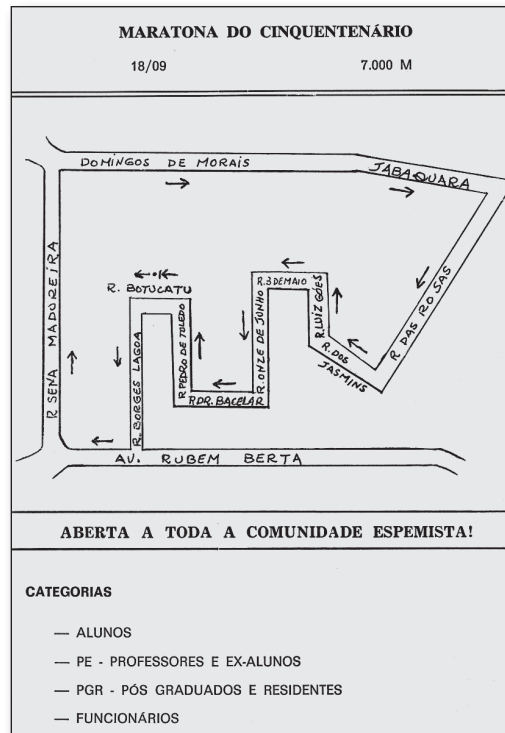 MARATONA DO CINQUENTENÁRIO
18/09 7.000 M
DOMINGOS DE MORAIS
JABAQUARA
R. SENA MADUREIRA
R. BOTUCATU
R. 3 DE MAIO
R. LUIZ GÓES
R. DAS ROSAS
R. BORGES LAGOA
R. PEDRO DE TOLEDO
R. ONZE DE JUNHO
R. DOS
JASMINS
R DR. BACELAR
AV. RUBEM BERTA
ABERTA A TODA A COMUNIDADE ESPEMISTA!
CATEGORIAS
— ALUNOS
— PE - PROFESSORES E EX-ALUNOS
— PGR - PÓS GRADUADOS E RESIDENTES
— FUNCIONÁRIOS